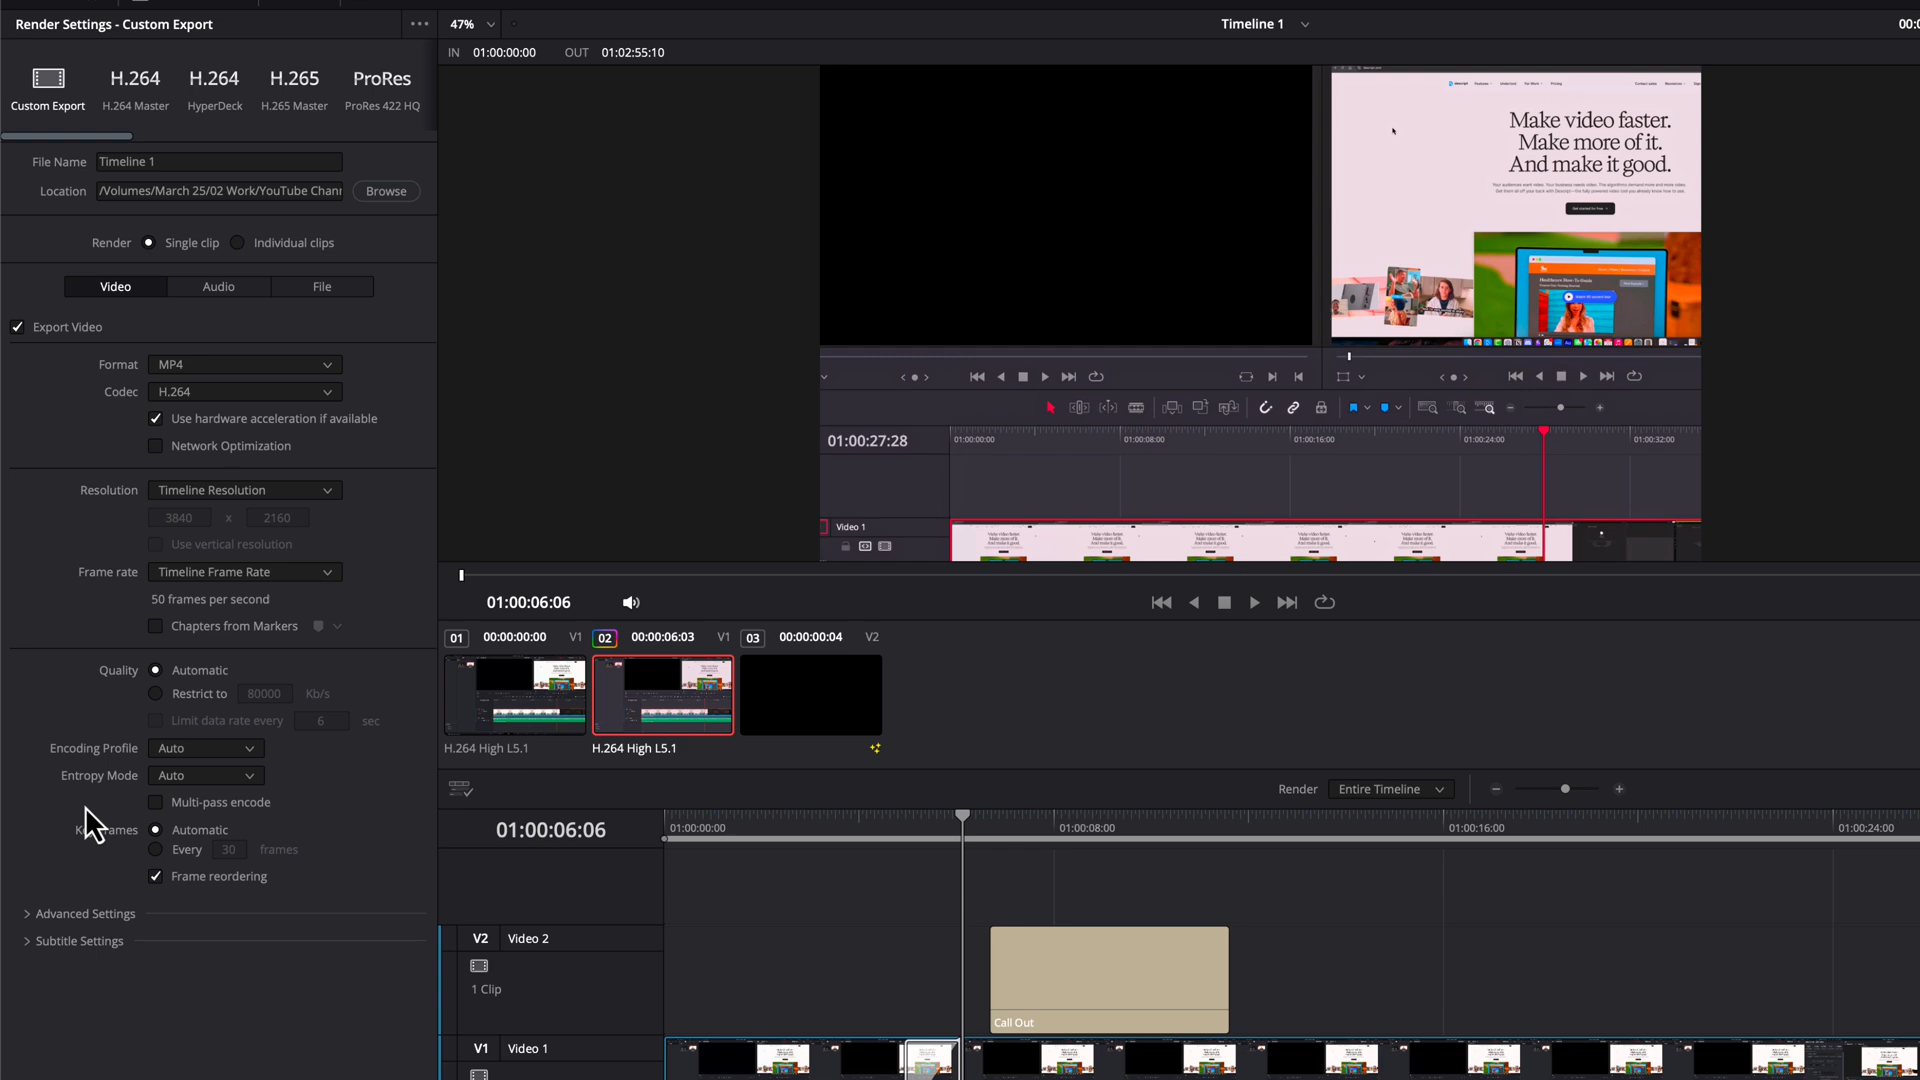 Render Settings - Custom Export
47%
Timeline 1
00:0
IN 01:00:00:00 OUT 01:02:55:10
Custom Export
H.264
H.264 Master
H.264
HyperDeck
H.265
H.265 Master
ProRes
ProRes 422 HQ
File Name Timeline 1
Location /Volumes/March 25/02 Work/YouTube Chanr Browse
Render Single clip Individual clips
Video Audio File
Export Video
Format MP4
Codec H.264
Use hardware acceleration if available
Network Optimization
Resolution Timeline Resolution
3840 x 2160
Use vertical resolution
Frame rate Timeline Frame Rate
50 frames per second
Chapters from Markers
Quality Automatic
Restrict to 80000 Kb/s
Limit data rate every 6 sec
Encoding Profile Auto
Entropy Mode Auto
Multi-pass encode
Automatic
Every 30 frames
Frame reordering
Advanced Settings
Subtitle Settings
Make video faster.
Make more of it.
And make it good.
01:00:27:28
01:00:00:00 01:00:08:00 01:00:16:00 01:00:24:00 01:00:32:00
Video 1
01:00:06:06
01 00:00:00:00 V1 02 00:00:06:03 V1 03 00:00:00:04 V2
H.264 High L5.1 H.264 High L5.1
Render Entire Timeline
01:00:06:06
01:00:00:00 01:00:08:00 01:00:16:00 01:00:24:00
V2 Video 2
1 Clip
Call Out
V1 Video 1